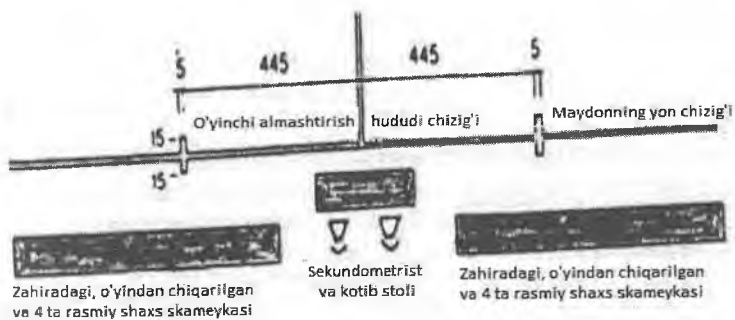 5 445 445 5
O'yinchi almashtirish hududi chizig'i Maydonning yon chizig'i
15
15
Sekundometrist
va kotib stoli
Zahiradagi, o'yindan chiqarilgan
va 4 ta rasmiy shaxs skameykasi
Zahiradagi, o'yindan chiqarilgan
va 4 ta rasmiy shaxs skameykasi